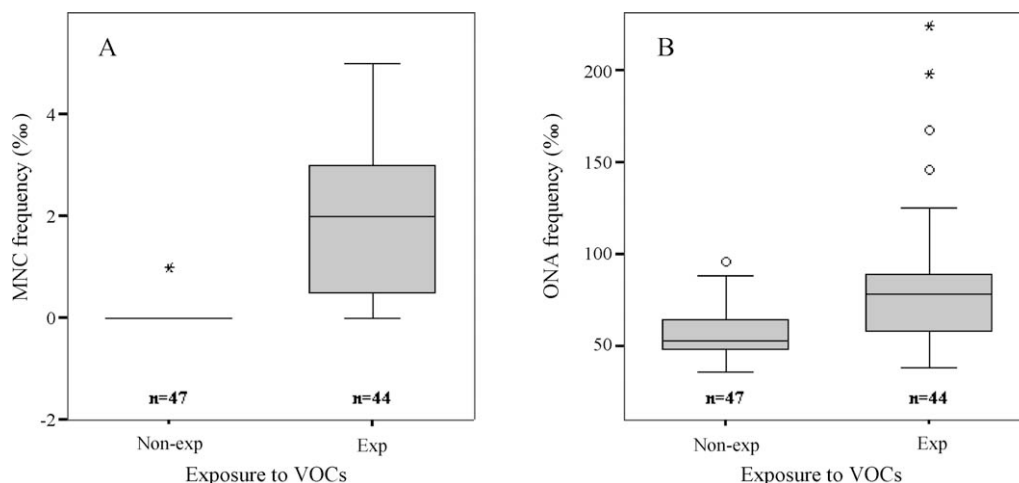 A
MNC frequency (‰)
4
2
0
-2
*
n=47
n=44
Non-exp
Exp
Exposure to VOCs
B
ONA frequency (‰)
200
150
100
50
*
*
n=47
n=44
Non-exp
Exp
Exposure to VOCs